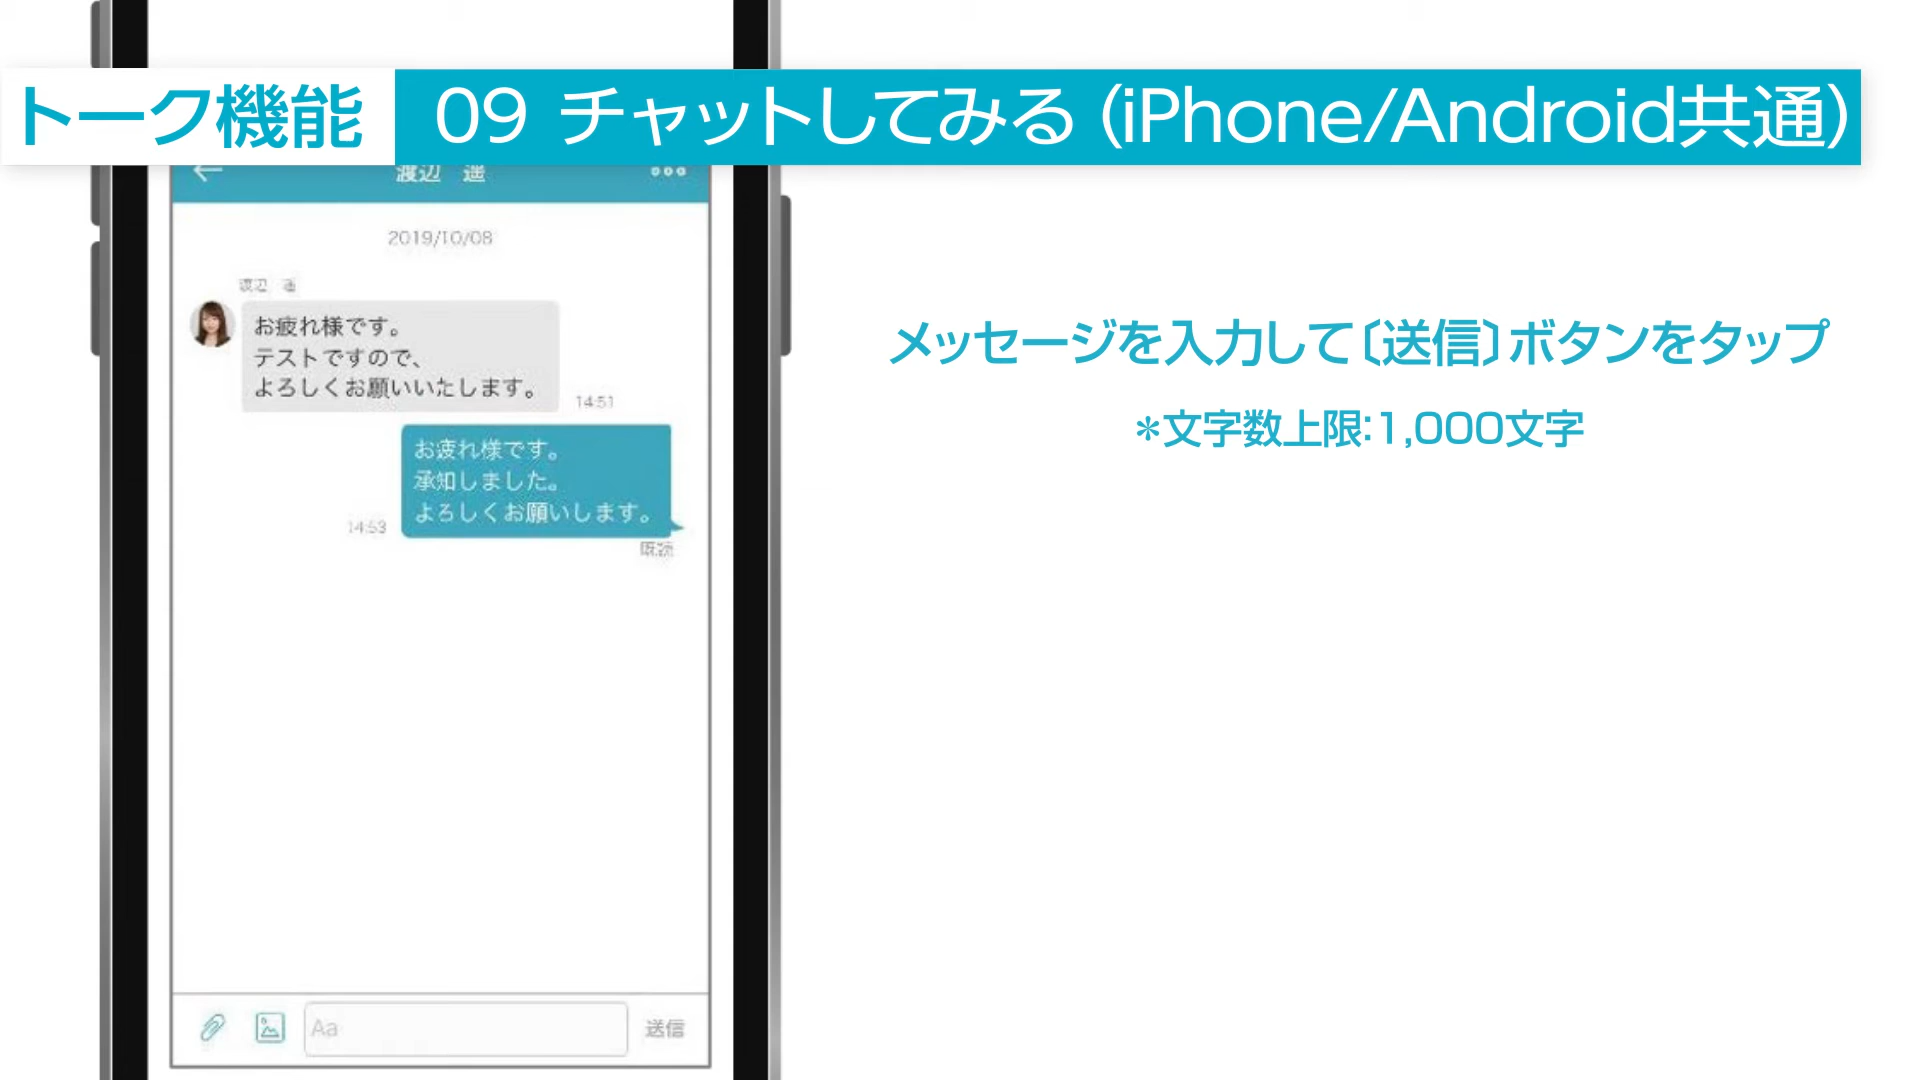 トーク機能 09 チャットしてみる (iPhone/Android共通)
渡辺 遥
2019/10/08
渡辺 遥
お疲れ様です。
テストですので、
よろしくお願いいたします。
14:51
お疲れ様です。
承知しました。
よろしくお願いします。
14:53
既読
Aa
送信
メッセージを入力して〔送信〕ボタンをタップ
＊文字数上限：1,000文字